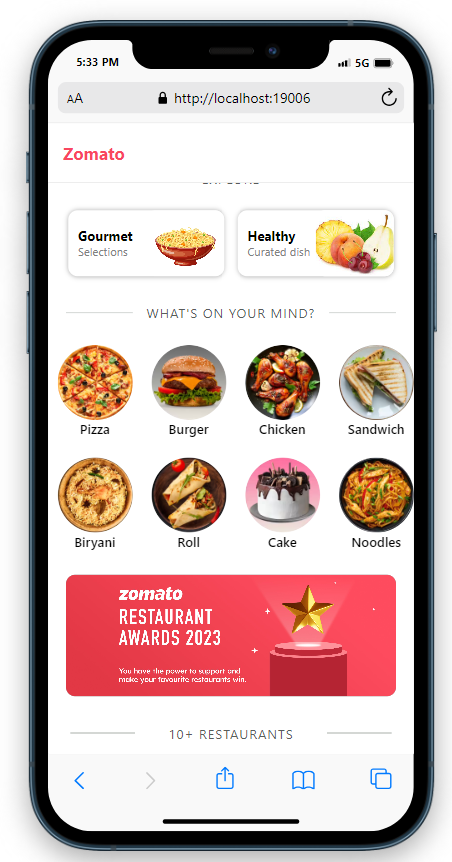 5:33 PM
5G
AA
http://localhost:19006
Zomato
Gourmet
Selections
Healthy
Curated dish
WHAT'S ON YOUR MIND?
Pizza
Burger
Chicken
Sandwich
Biryani
Roll
Cake
Noodles
zomato
RESTAURANT
AWARDS 2023
You have the power to support and
make your favourite restaurants win.
10+ RESTAURANTS